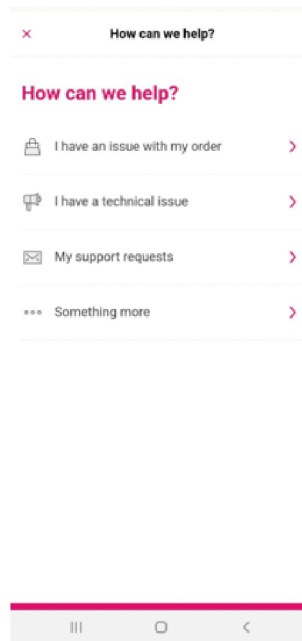 How can we help?
How can we help?
I have an issue with my order
I have a technical issue
My support requests
Something more